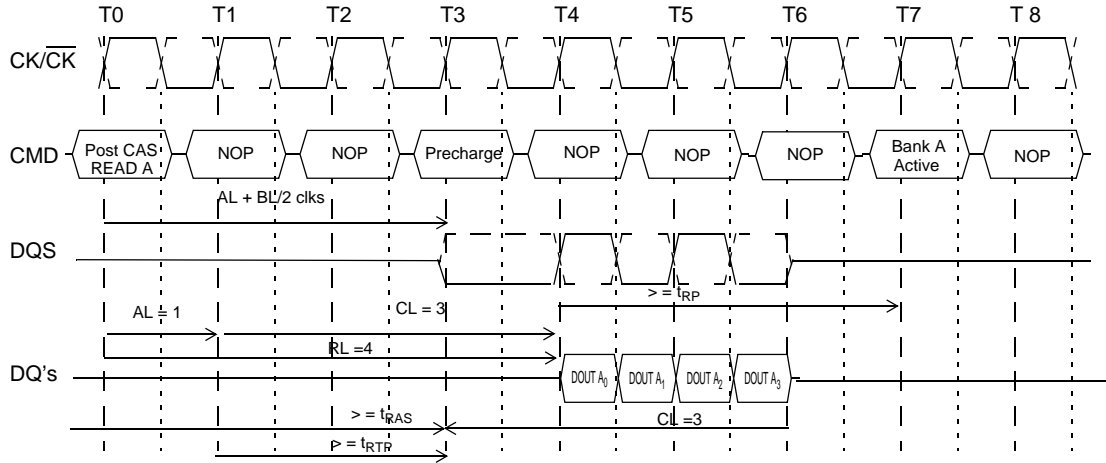 T0 T1 T2 T3 T4 T5 T6 T7 T 8
CK/CK
CMD Post CAS READ A NOP NOP Precharge NOP NOP NOP Bank A Active NOP
AL + BL/2 clks
DQS
> = tRP
AL = 1 CL = 3
RL =4
DQ's DOUT A0 DOUT A1 DOUT A2 DOUT A3
> = tRAS CL =3
> = tRTP